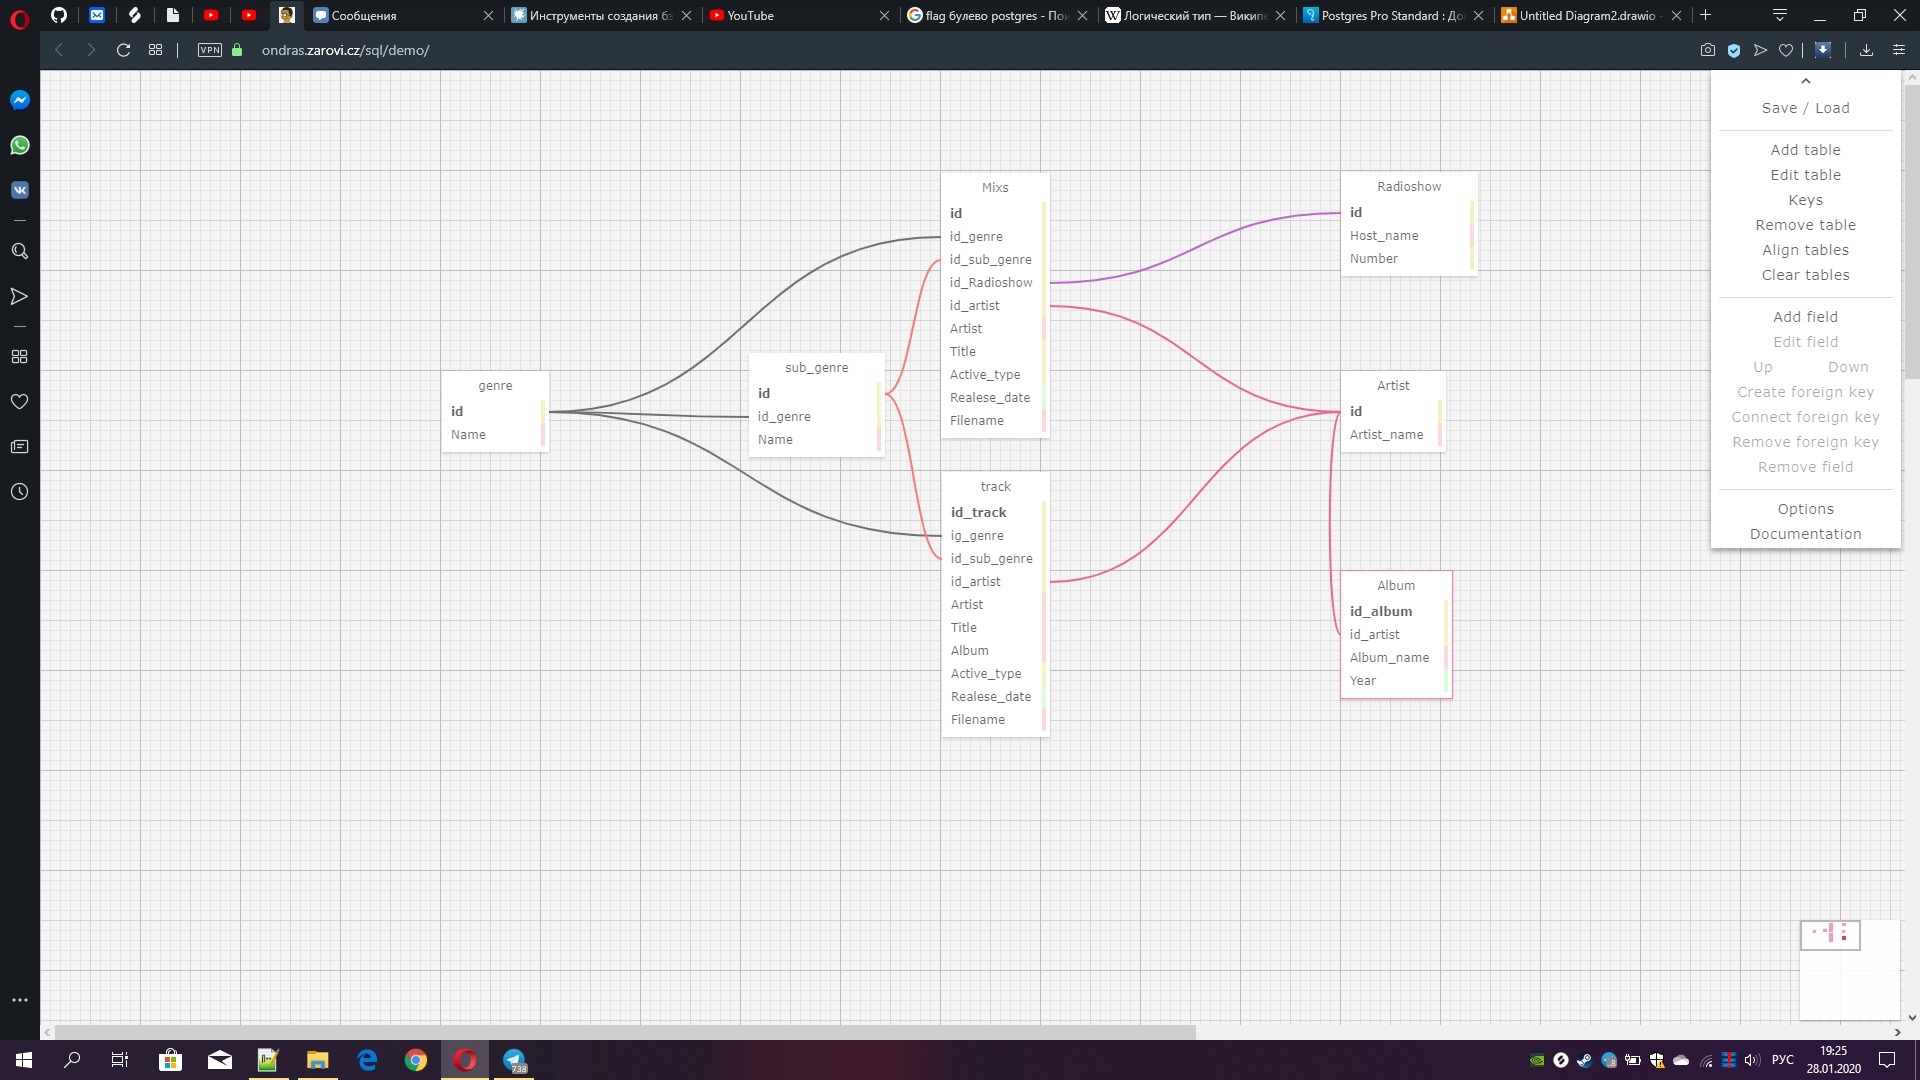 Сообщения
Инструменты создания бэ
YouTube
flag булево postgres - Пои
Логический тип — Викип
Postgres Pro Standard : До
Untitled Diagram2.drawio -
VPN
ondras.zarovi.cz/sql/demo/
Save / Load
Add table
Edit table
Keys
Remove table
Align tables
Clear tables
Add field
Edit field
Up Down
Create foreign key
Connect foreign key
Remove foreign key
Remove field
Options
Documentation
Mixs
id
id_genre
id_sub_genre
id_Radioshow
id_artist
Artist
Title
Active_type
Realese_date
Filename
Radioshow
id
Host_name
Number
sub_genre
id
id_genre
Name
genre
id
Name
Artist
id
Artist_name
track
id_track
ig_genre
id_sub_genre
id_artist
Artist
Title
Album
Active_type
Realese_date
Filename
Album
id_album
id_artist
Album_name
Year
738
РУС
19:25
28.01.2020